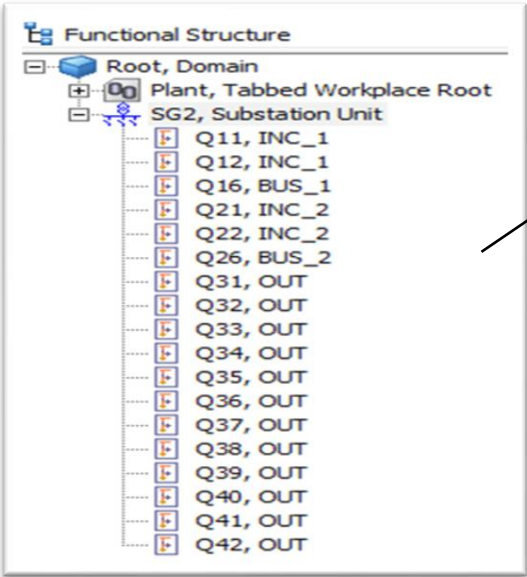 Functional Structure
Root, Domain
Plant, Tabbed Workplace Root
SG2, Substation Unit
Q11, INC_1
Q12, INC_1
Q16, BUS_1
Q21, INC_2
Q22, INC_2
Q26, BUS_2
Q31, OUT
Q32, OUT
Q33, OUT
Q34, OUT
Q35, OUT
Q36, OUT
Q37, OUT
Q38, OUT
Q39, OUT
Q40, OUT
Q41, OUT
Q42, OUT